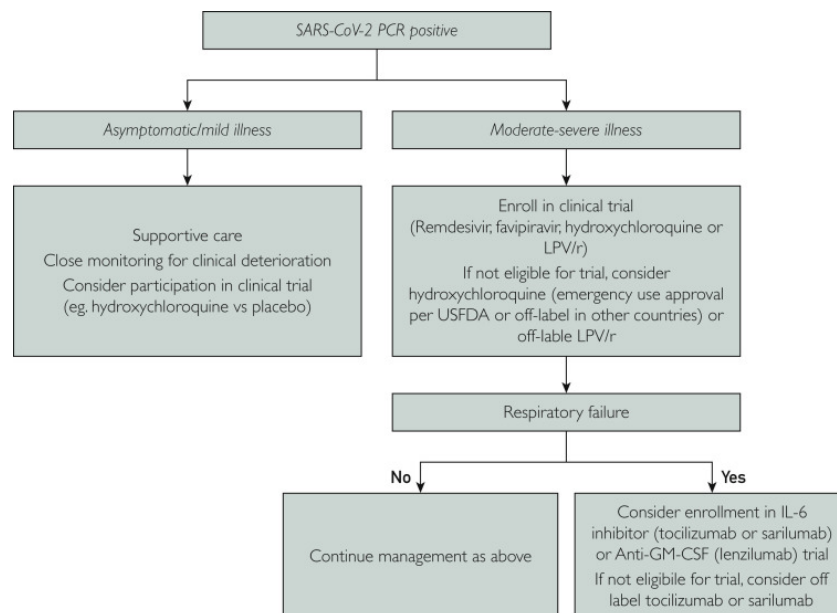 SARS-CoV-2 PCR positive
Asymptomatic/mild illness
Moderate-severe illness
Supportive care
Close monitoring for clinical deterioration
Consider participation in clinical trial
(eg. hydroxychloroquine vs placebo)
Enroll in clinical trial
(Remdesivir, favipiravir, hydroxychloroquine or
LPV/r)
If not eligible for trial, consider
hydroxychloroquine (emergency use approval
per USFDA or off-label in other countries) or
off-lable LPV/r
Respiratory failure
No
Yes
Continue management as above
Consider enrollment in IL-6
inhibitor (tocilizumab or sarilumab)
or Anti-GM-CSF (lenzilumab) trial
If not eligibile for trial, consider off
label tocilizumab or sarilumab